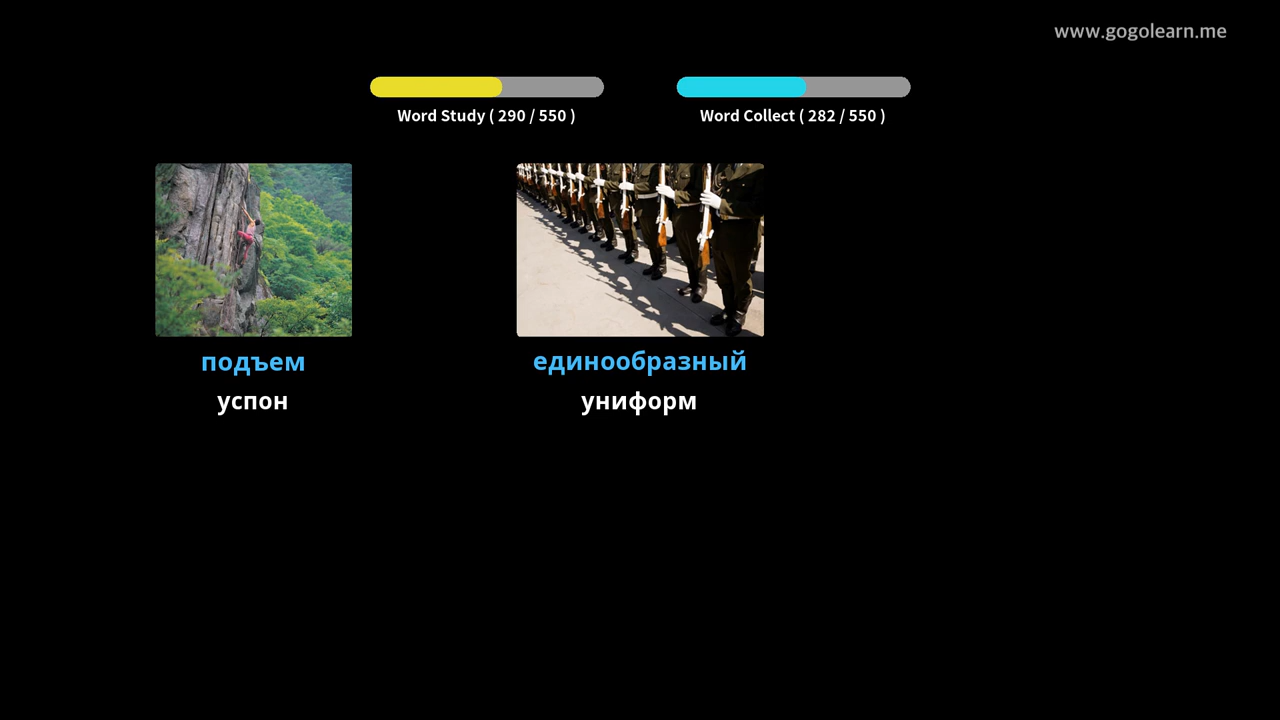 www.gogolearn.me
Word Study ( 290 / 550 )
Word Collect ( 282 / 550 )
подъем
успон
единообразный
униформ